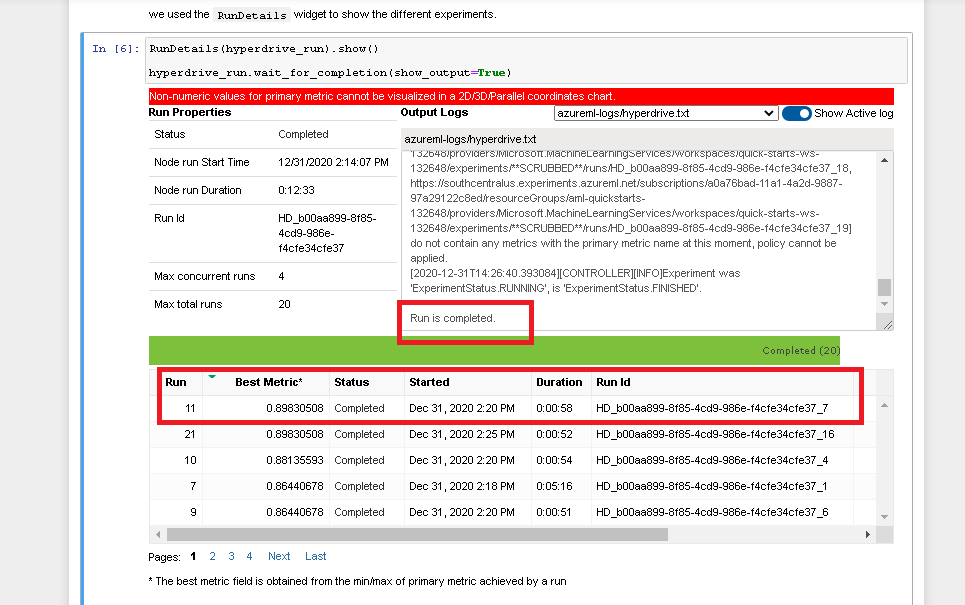 we used the RunDetails widget to show the different experiments.
In [6]:
RunDetails(hyperdrive_run).show()
hyperdrive_run.wait_for_completion(show_output=True)
Non-numeric values for primary metric cannot be visualized in a 2D/3D/Parallel coordinates chart.
Run Properties
Status Completed
Node run Start Time 12/31/2020 2:14:07 PM
Node run Duration 0:12:33
Run Id HD_b00aa899-8f85-
4cd9-986e-
f4cfe34cfe37
Max concurrent runs 4
Max total runs 20
Output Logs azureml-logs/hyperdrive.txt Show Active log
azureml-logs/hyperdrive.txt
132648/providers/Microsoft.MachineLearningServices/workspaces/quick-starts-ws-
132648/experiments/**SCRUBBED**/runs/HD_b00aa899-8f85-4cd9-986e-f4cfe34cfe37_18,
https://southcentralus.experiments.azureml.net/subscriptions/a0a76bad-11a1-4a2d-9887-
97a29122c8ed/resourceGroups/aml-quickstarts-
132648/providers/Microsoft.MachineLearningServices/workspaces/quick-starts-ws-
132648/experiments/**SCRUBBED**/runs/HD_b00aa899-8f85-4cd9-986e-f4cfe34cfe37_19]
do not contain any metrics with the primary metric name at this moment, policy cannot be
applied.
[2020-12-31T14:26:40.393084][CONTROLLER][INFO]Experiment was
'ExperimentStatus.RUNNING', is 'ExperimentStatus.FINISHED'.
Run is completed.
Completed (20)
Run Best Metric* Status Started Duration Run Id
11 0.89830508 Completed Dec 31, 2020 2:20 PM 0:00:58 HD_b00aa899-8f85-4cd9-986e-f4cfe34cfe37_7
21 0.89830508 Completed Dec 31, 2020 2:25 PM 0:00:52 HD_b00aa899-8f85-4cd9-986e-f4cfe34cfe37_16
10 0.88135593 Completed Dec 31, 2020 2:20 PM 0:00:54 HD_b00aa899-8f85-4cd9-986e-f4cfe34cfe37_4
7 0.86440678 Completed Dec 31, 2020 2:18 PM 0:05:16 HD_b00aa899-8f85-4cd9-986e-f4cfe34cfe37_1
9 0.86440678 Completed Dec 31, 2020 2:20 PM 0:00:51 HD_b00aa899-8f85-4cd9-986e-f4cfe34cfe37_6
Pages: 1 2 3 4 Next Last
* The best metric field is obtained from the min/max of primary metric achieved by a run